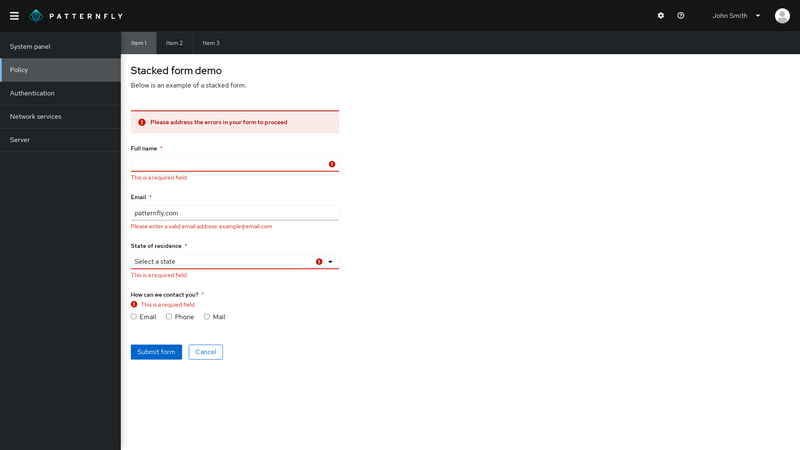 PATTERNFLY
John Smith
System panel
Policy
Authentication
Network services
Server
Item 1
Item 2
Item 3
Stacked form demo
Below is an example of a stacked form.
Please address the errors in your form to proceed
Full name *
This is a required field
Email *
patternfly.com
Please enter a valid email address: example@email.com
State of residence *
Select a state
This is a required field
How can we contact you? *
This is a requied field
Email
Phone
Mail
Submit form
Cancel